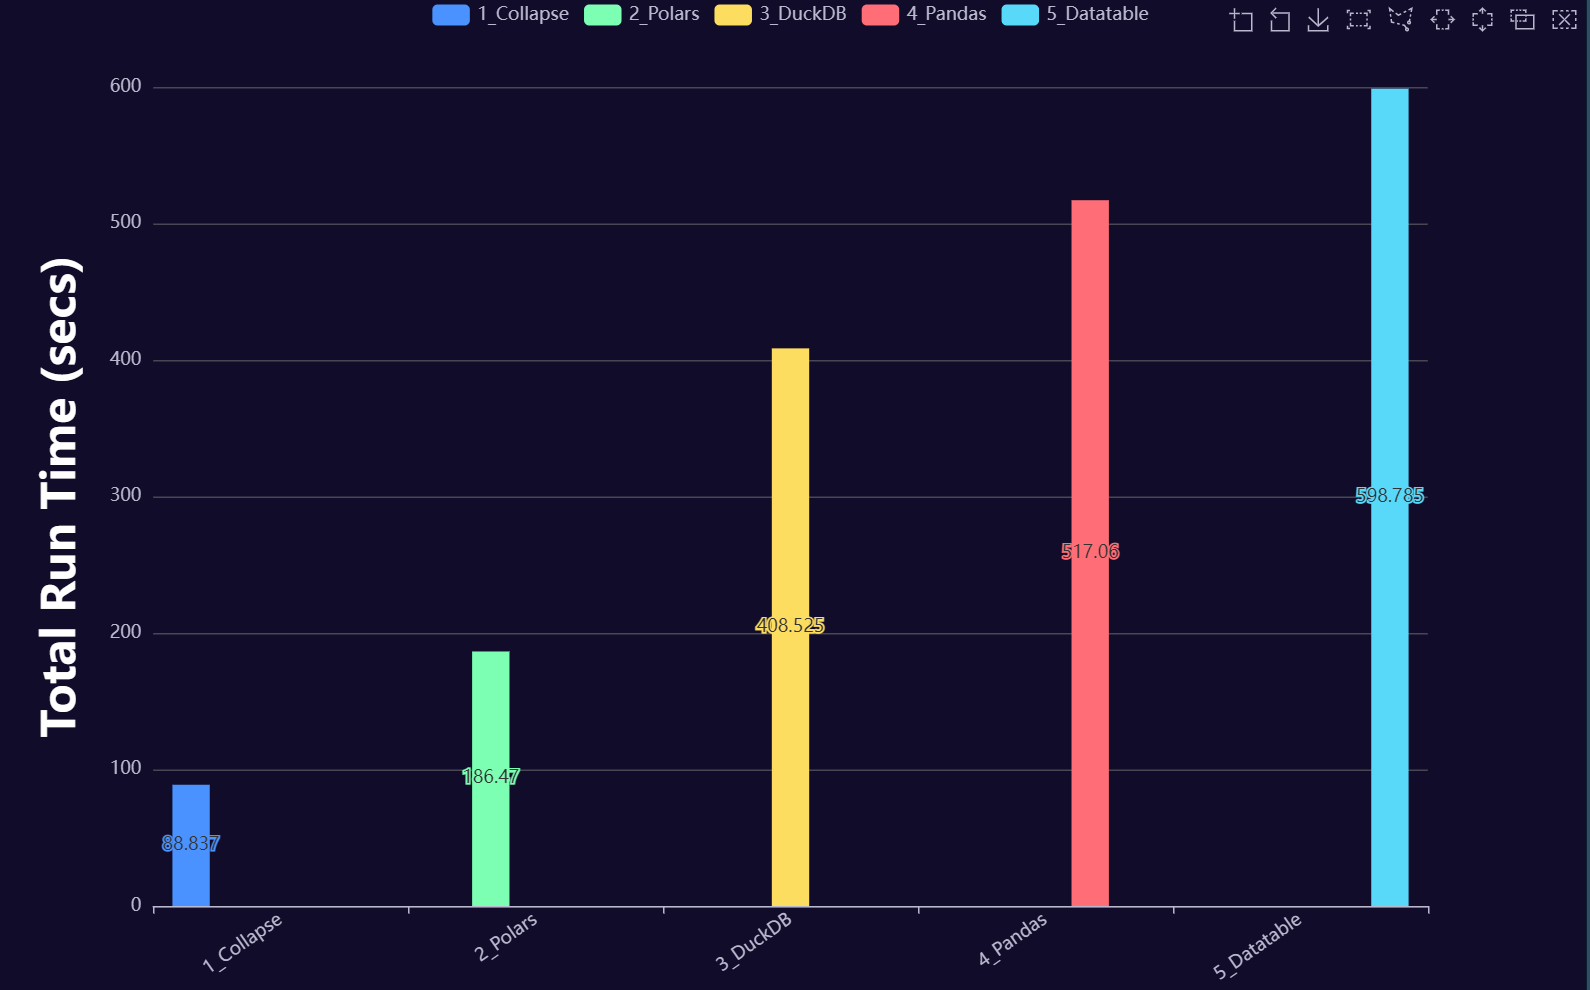 1_Collapse 2_Polars 3_DuckDB 4_Pandas 5_Datatable
Total Run Time (secs)
600
500
400
300
200
100
0
88.837
186.47
408.525
517.06
598.785
1_Collapse
2_Polars
3_DuckDB
4_Pandas
5_Datatable